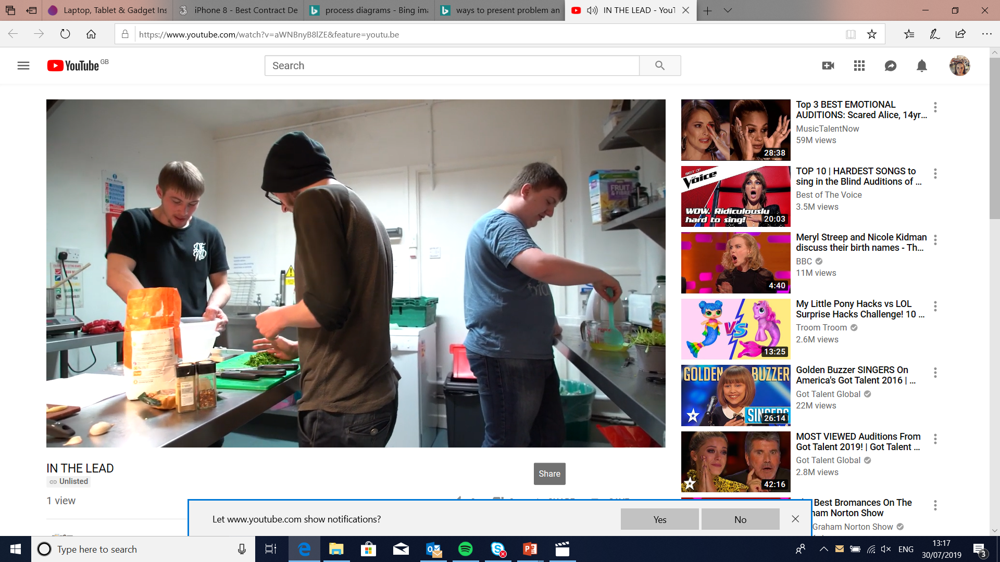 Laptop, Tablet & Gadget Ins
iPhone 8 - Best Contract De
process diagrams - Bing ima
ways to present problem an
IN THE LEAD - YouT
https://www.youtube.com/watch?v=aWNBnyB8lZE&feature=youtu.be
YouTube GB
Search
FRUIT
& FIBRE
IN THE LEAD
Unlisted
1 view
Share
Top 3 BEST EMOTIONAL
AUDITIONS: Scared Alice, 14yr...
MusicTalentNow
59M views
28:38
BEST OF
the Voice
WOW. Ridiculously
hard to sing!
20:03
TOP 10 | HARDEST SONGS to
sing in the Blind Auditions of ...
Best of The Voice
3.5M views
Meryl Streep and Nicole Kidman
discuss their birth names - Th...
BBC
11M views
4:40
VS
13:25
My Little Pony Hacks vs LOL
Surprise Hacks Challenge! 10 ...
Troom Troom
2.6M views
GOLDEN BUZZER
SINGERS
26:14
Golden Buzzer SINGERS On
America's Got Talent 2016 | ...
Got Talent Global
22M views
42:16
MOST VIEWED Auditions From
Got Talent 2019! | Got Talent ...
Got Talent Global
2.8M views
Best Bromances On The
Norton Show
Graham Norton Show
Let www.youtube.com show notifications?
Yes
No
Type here to search
ENG
13:17
30/07/2019
3